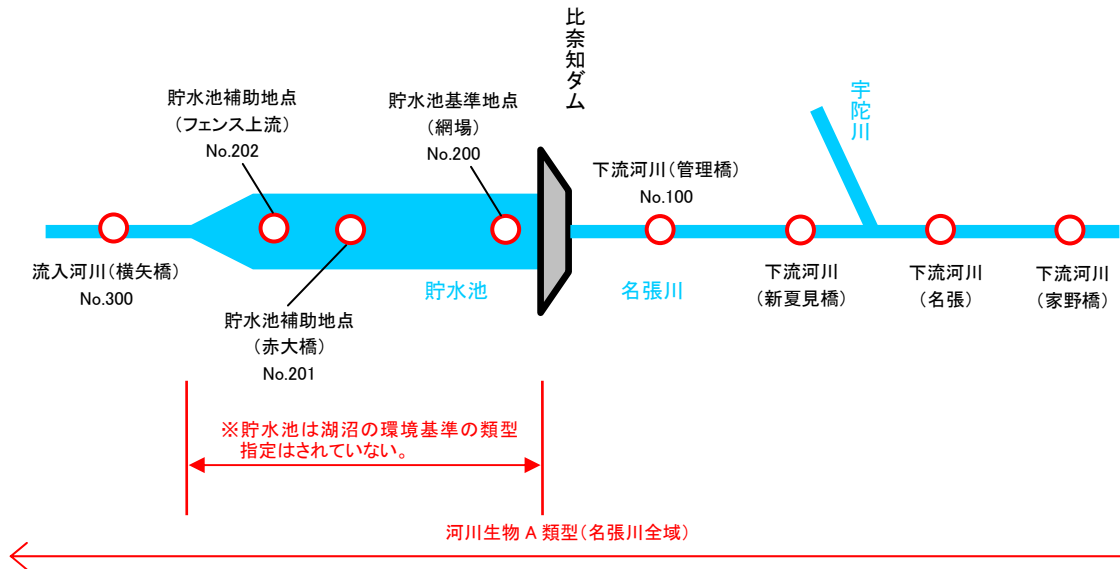 比奈知ダム
貯水池補助地点
（フェンス上流）
No.202
貯水池基準地点
（網場）
No.200
宇陀川
下流河川（管理橋）
No.100
流入河川（横矢橋）
No.300
貯水池補助地点
（赤大橋）
No.201
貯水池
名張川
下流河川
（新夏見橋）
下流河川
（名張）
下流河川
（家野橋）
※貯水池は湖沼の環境基準の類型
指定はされていない。
河川生物 A 類型（名張川全域）